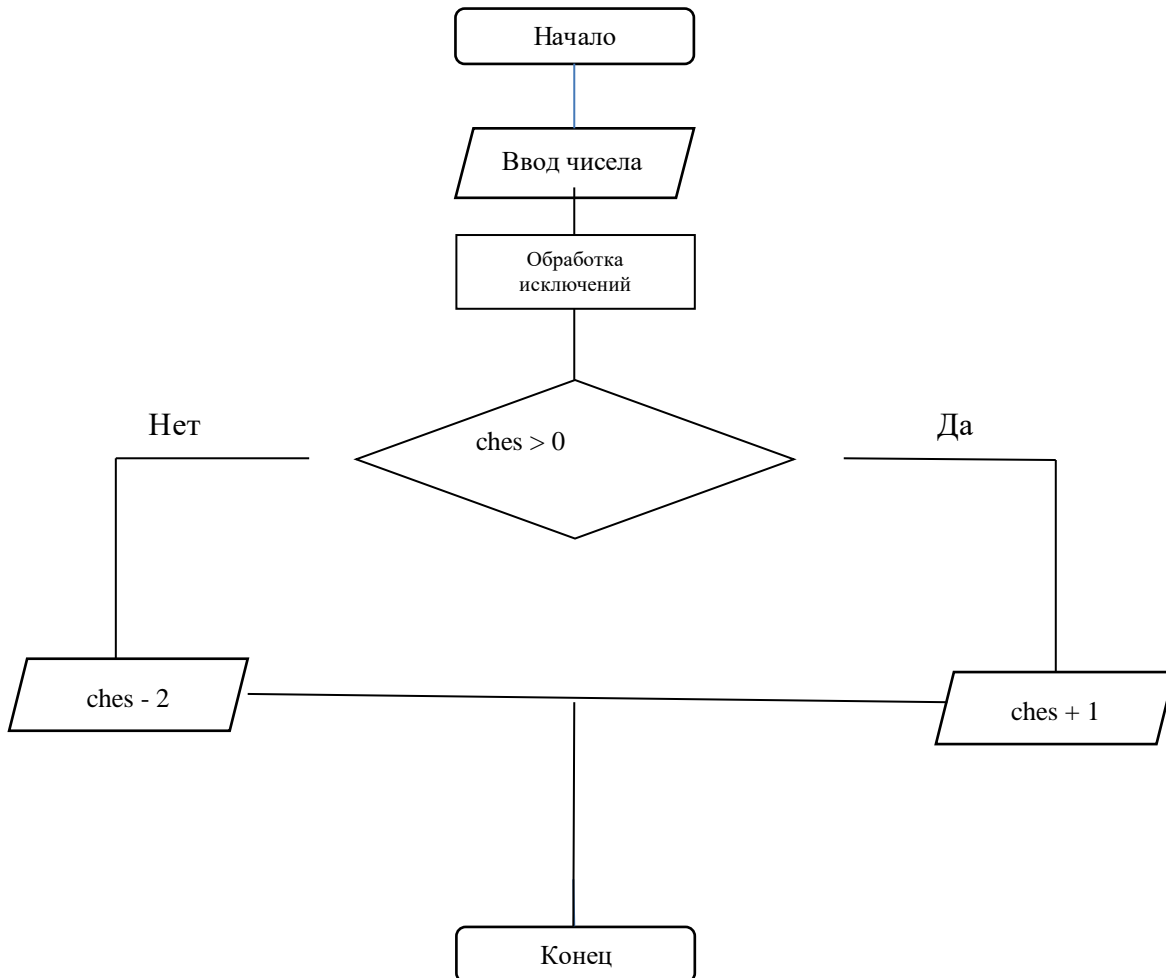 Начало
Ввод чисела
Обработка
исключений
Нет
Да
ches > 0
ches - 2
ches + 1
Конец